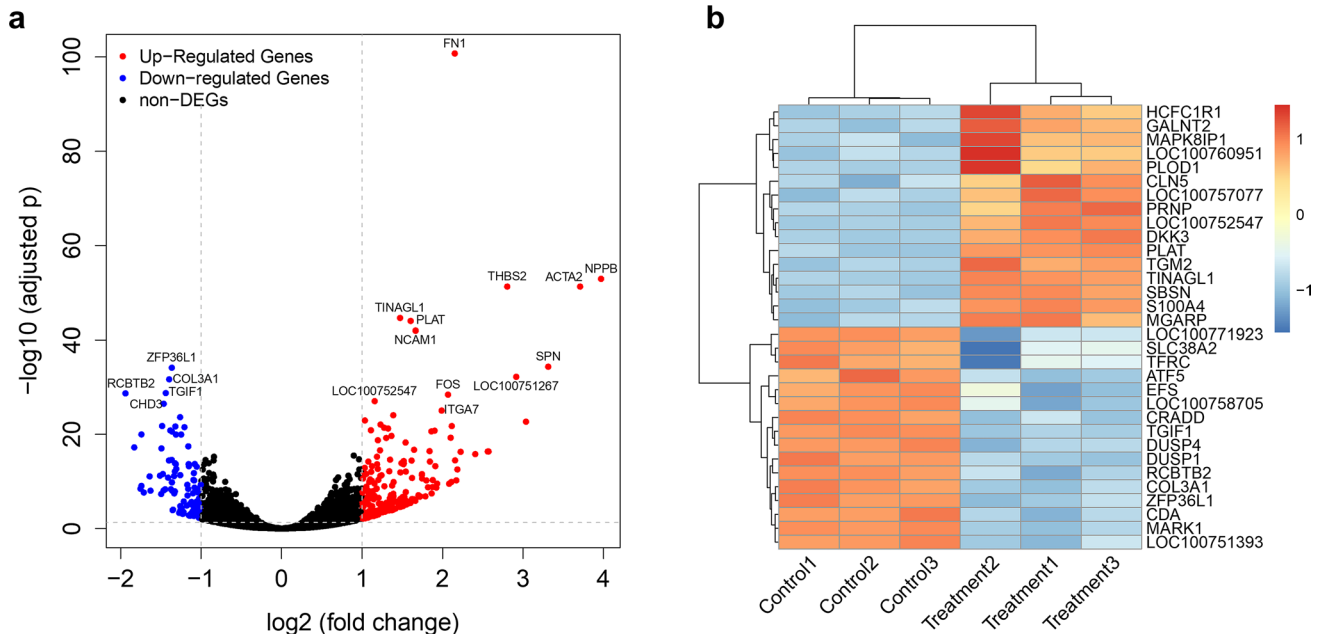 a
Up−Regulated Genes
Down−regulated Genes
non−DEGs
FN1
NPPB
ACTA2
THBS2
TINAGL1
PLAT
NCAM1
SPN
LOC100751267
FOS
LOC100752547
ITGA7
ZFP36L1
COL3A1
RCBTB2
TGIF1
CHD3
100
80
60
40
20
0
−log10 (adjusted p)
−2 −1 0 1 2 3 4
log2 (fold change)
b
HCFC1R1
GALNT2
MAPK8IP1
LOC100760951
PLOD1
CLN5
LOC100757077
PRNP
LOC100752547
DKK3
PLAT
TGM2
TINAGL1
SBSN
S100A4
MGARP
LOC100771923
SLC38A2
TFRC
ATF5
EFS
LOC100758705
CRADD
TGIF1
DUSP4
DUSP1
RCBTB2
COL3A1
ZFP36L1
CDA
MARK1
LOC100751393
1
0
−1
Control1
Control2
Control3
Treatment2
Treatment1
Treatment3